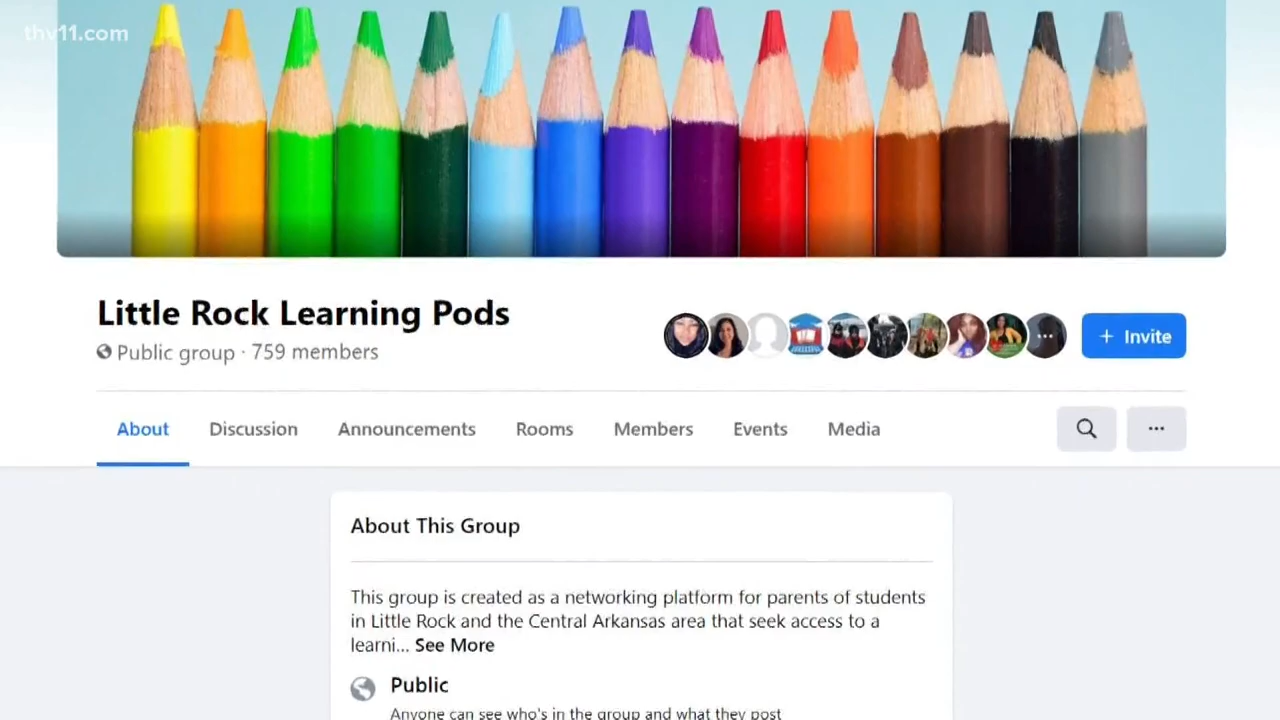 thv11.com
Little Rock Learning Pods
Public group · 759 members
+ Invite
About Discussion Announcements Rooms Members Events Media
About This Group
This group is created as a networking platform for parents of students
in Little Rock and the Central Arkansas area that seek access to a
learni... See More
Public
Anyone can see who's in the group and what they post